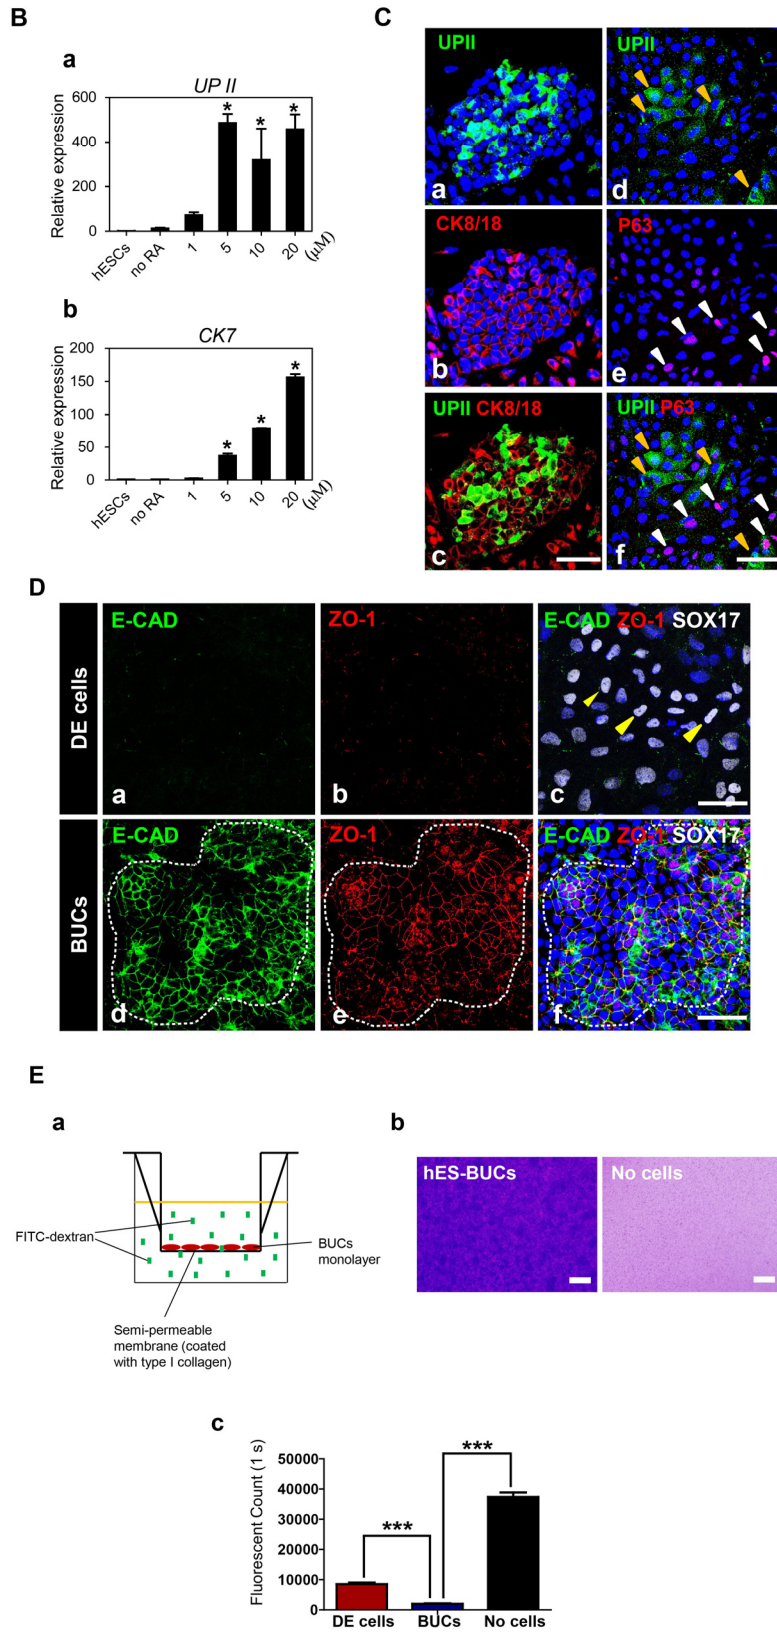 B
a
UP II
Relative expression
600
400
200
0
* * *
hESCs no RA 1 5 10 20 (μM)
b
CK7
Relative expression
200
150
100
50
0
* * *
hESCs no RA 1 5 10 20 (μM)
C
UPII
a
UPII
d
CK8/18
b
P63
e
UPII CK8/18
c
UPII P63
f
D
DE cells
E-CAD
a
ZO-1
b
E-CAD ZO-1 SOX17
c
BUCs
E-CAD
d
ZO-1
e
E-CAD ZO-1 SOX17
f
E
a
FITC-dextran
BUCs
monolayer
Semi-permeable
membrane (coated
with type I collagen)
b
hES-BUCs
No cells
c
Fluorescent Count (1 s)
50000
40000
30000
20000
10000
0
***
***
DE cells BUCs No cells